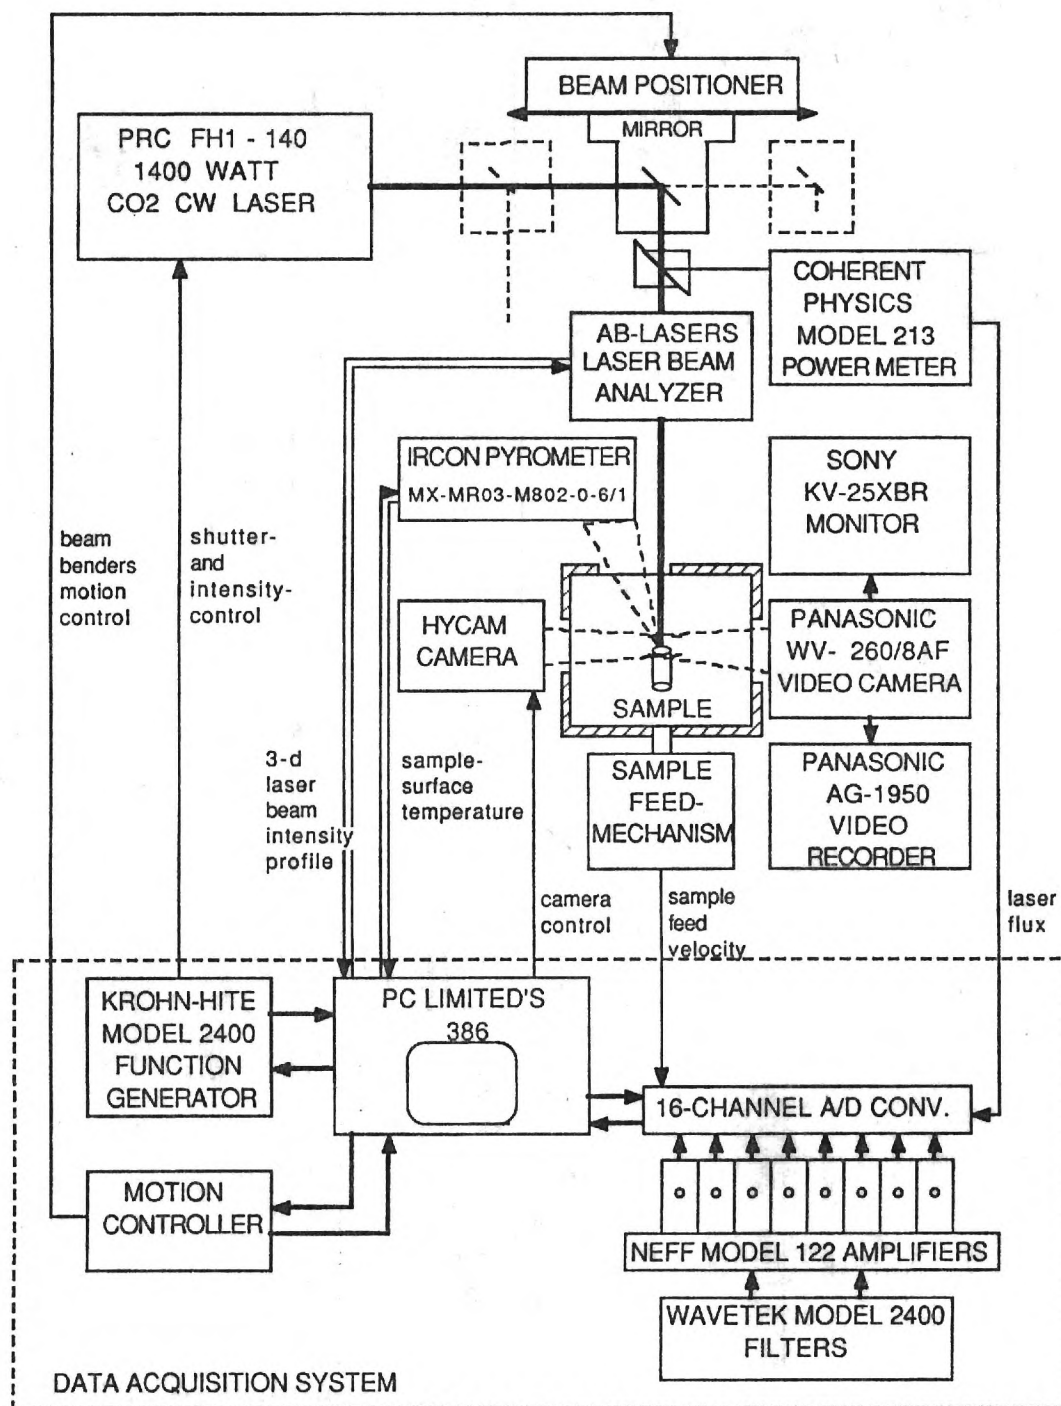 BEAM POSITIONER
MIRROR
PRC FH1 - 140
1400 WATT
CO2 CW LASER
COHERENT
PHYSICS
MODEL 213
POWER METER
AB-LASERS
LASER BEAM
ANALYZER
IRCON PYROMETER
MX-MR03-M802-0-6/1
SONY
KV-25XBR
MONITOR
beam
benders
motion
control
shutter-
and
intensity-
control
HYCAM
CAMERA
PANASONIC
WV- 260/8AF
VIDEO CAMERA
SAMPLE
3-d
laser
beam
intensity
profile
sample-
surface
temperature
SAMPLE
FEED-
MECHANISM
PANASONIC
AG-1950
VIDEO
RECORDER
camera
control
sample
feed
velocity
laser
flux
KROHN-HITE
MODEL 2400
FUNCTION
GENERATOR
PC LIMITED'S
386
16-CHANNEL A/D CONV.
MOTION
CONTROLLER
NEFF MODEL 122 AMPLIFIERS
WAVETEK MODEL 2400
FILTERS
DATA ACQUISITION SYSTEM